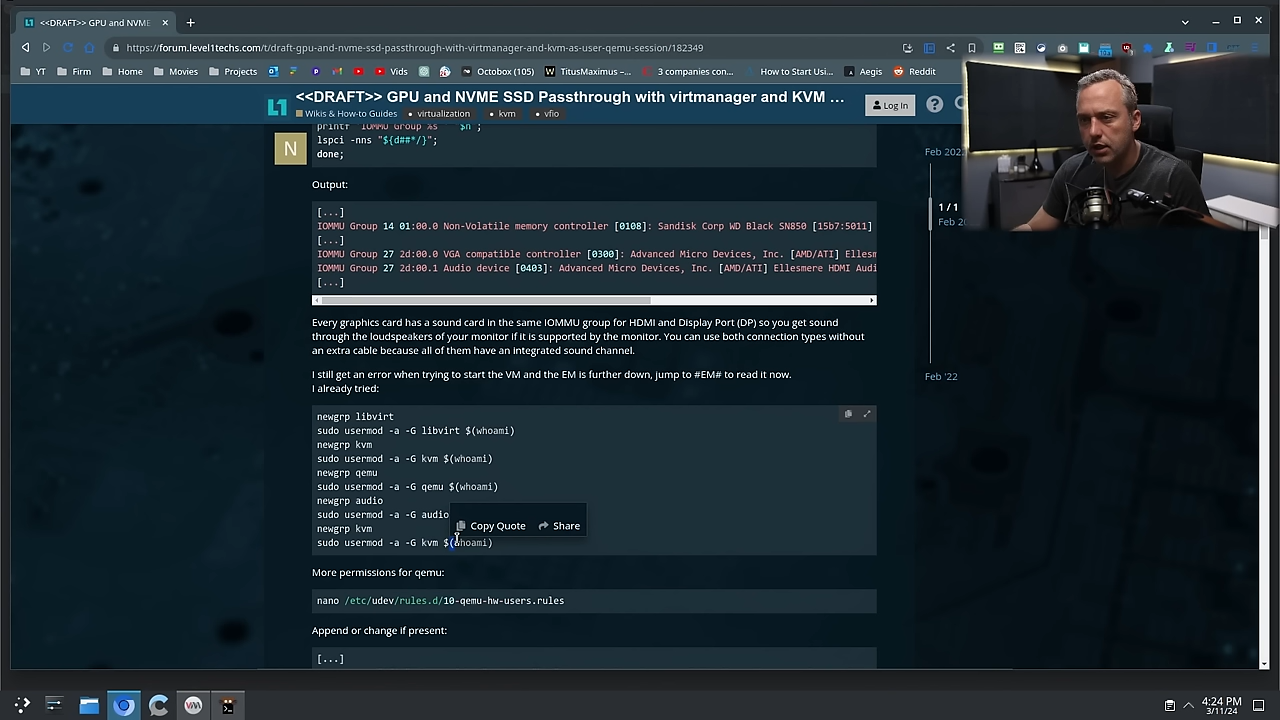 <<DRAFT>> GPU and NVME
https://forum.level1techs.com/t/draft-gpu-and-nvme-ssd-passthrough-with-virtmanager-and-kvm-as-user-qemu-session/182349
YT Firm Home Movies Projects Vids Octobox (105) TitusMaximus –... 3 companies con... How to Start Usi... Aegis Reddit
<<DRAFT>> GPU and NVME SSD Passthrough with virtmanager and KVM ...
Log In
Wikis & How-to Guides virtualization kvm vfio
N
printf 'IOMMU Group %s ' "$n";
lspci -nns "${d##*/}";
done;
Feb 202
Output:
1 / 1
Feb 20
[...]
IOMMU Group 14 01:00.0 Non-Volatile memory controller [0108]: Sandisk Corp WD Black SN850 [15b7:5011]
[...]
IOMMU Group 27 2d:00.0 VGA compatible controller [0300]: Advanced Micro Devices, Inc. [AMD/ATI] Ellesm
IOMMU Group 27 2d:00.1 Audio device [0403]: Advanced Micro Devices, Inc. [AMD/ATI] Ellesmere HDMI Audi
[...]
Every graphics card has a sound card in the same IOMMU group for HDMI and Display Port (DP) so you get sound
through the loudspeakers of your monitor if it is supported by the monitor. You can use both connection types without
an extra cable because all of them have an integrated sound channel.
I still get an error when trying to start the VM and the EM is further down, jump to #EM# to read it now.
Feb '22
I already tried:
newgrp libvirt
sudo usermod -a -G libvirt $(whoami)
newgrp kvm
sudo usermod -a -G kvm $(whoami)
newgrp qemu
sudo usermod -a -G qemu $(whoami)
newgrp audio
sudo usermod -a -G audio
Copy Quote Share
newgrp kvm
sudo usermod -a -G kvm $(whoami)
More permissions for qemu:
nano /etc/udev/rules.d/10-qemu-hw-users.rules
Append or change if present:
[...]
4:24 PM
3/11/24